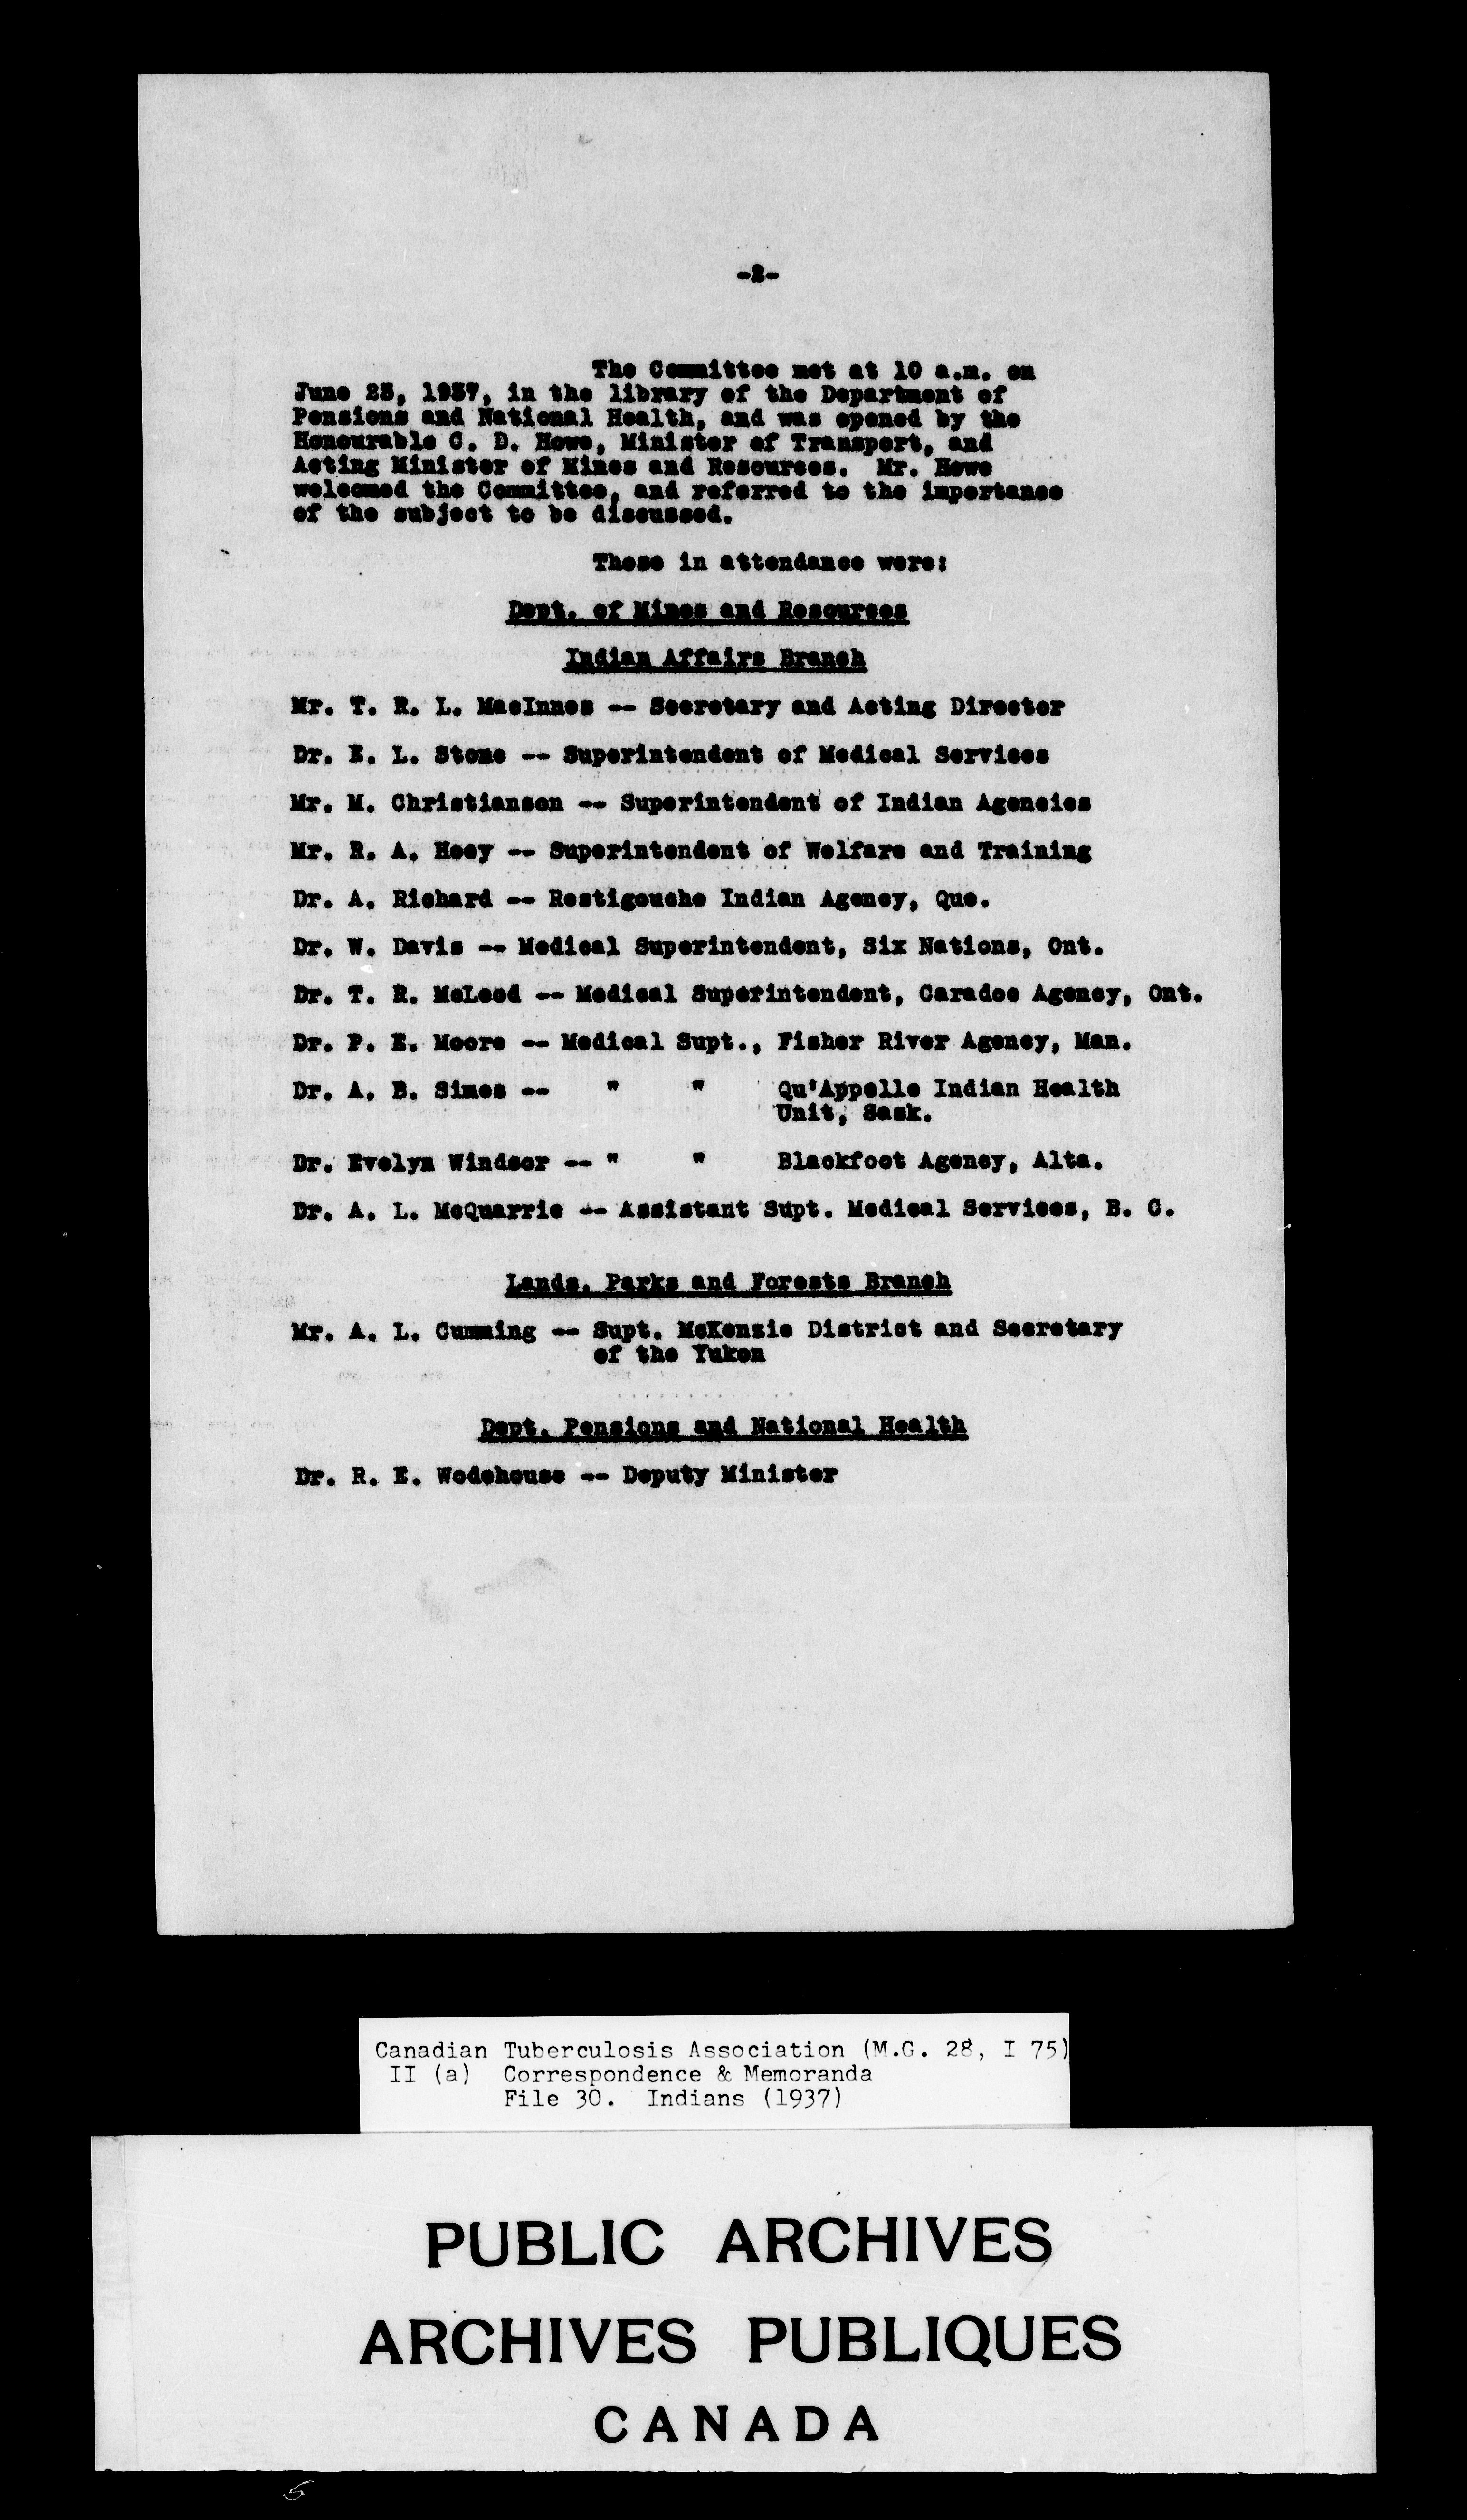 -2-
The Committee met at 10 a.m. on
June 23, 1937, in the library of the Department of
Pensions and National Health, and was opened by the
Honourable C. D. Howe, Minister of Transport, and
Acting Minister of Mines and Resources. Mr. Howe
welcomed the Committee, and referred to the importance
of the subject to be discussed.
Those in attendance were:
Dept. of Mines and Resources
Indian Affairs Branch
Mr. T. R. L. MacInnes -- Secretary and Acting Director
Dr. E. L. Stone -- Superintendent of Medical Services
Mr. M. Christianson -- Superintendent of Indian Agencies
Mr. R. A. Hoey -- Superintendent of Welfare and Training
Dr. A. Richard -- Restigouche Indian Agency, Que.
Dr. W. Davis -- Medical Superintendent, Six Nations, Ont.
Dr. T. R. McLeod -- Medical Superintendent, Caradoc Agency, Ont.
Dr. P. E. Moore -- Medical Supt., Fisher River Agency, Man.
Dr. A. B. Simes -- " " Qu'Appelle Indian Health
Unit, Sask.
Dr. Evelyn Windsor -- " " Blackfoot Agency, Alta.
Dr. A. L. McQuarrie -- Assistant Supt. Medical Services, B. C.
Lands, Parks and Forests Branch
Mr. A. L. Cumming -- Supt. McKenzie District and Secretary
of the Yukon
Dept. Pensions and National Health
Dr. R. E. Wodehouse -- Deputy Minister
Canadian Tuberculosis Association (M.G. 28, I 75)
II (a) Correspondence & Memoranda
File 30. Indians (1937)
PUBLIC ARCHIVES
ARCHIVES PUBLIQUES
CANADA
5